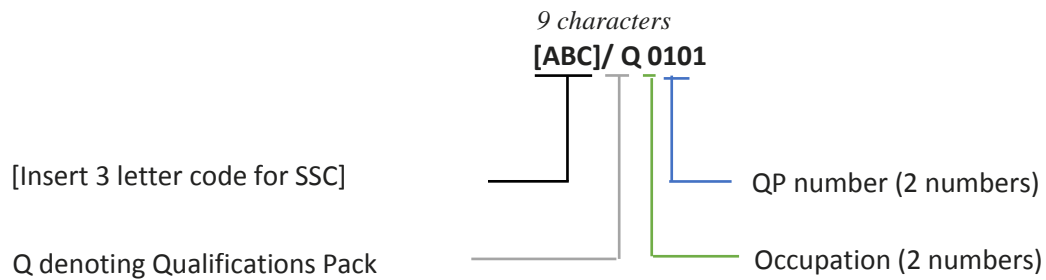 9 characters
[ABC]/ Q 0101
[Insert 3 letter code for SSC]
QP number (2 numbers)
Q denoting Qualifications Pack
Occupation (2 numbers)